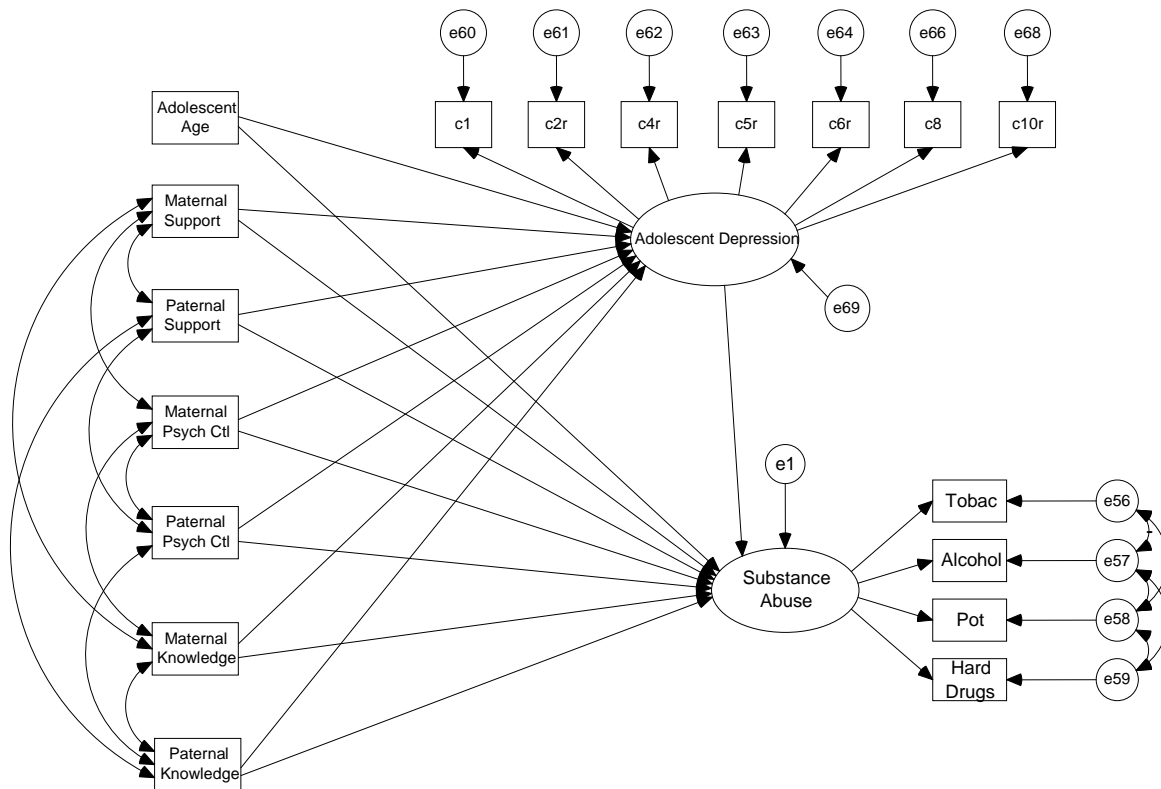 e60
e61
e62
e63
e64
e66
e68
c1
c2r
c4r
c5r
c6r
c8
c10r
Adolescent
Age
Maternal
Support
Paternal
Support
Maternal
Psych Ctl
Paternal
Psych Ctl
Maternal
Knowledge
Paternal
Knowledge
Adolescent Depression
e69
e1
Substance
Abuse
Tobac
e56
Alcohol
e57
Pot
e58
Hard
Drugs
e59